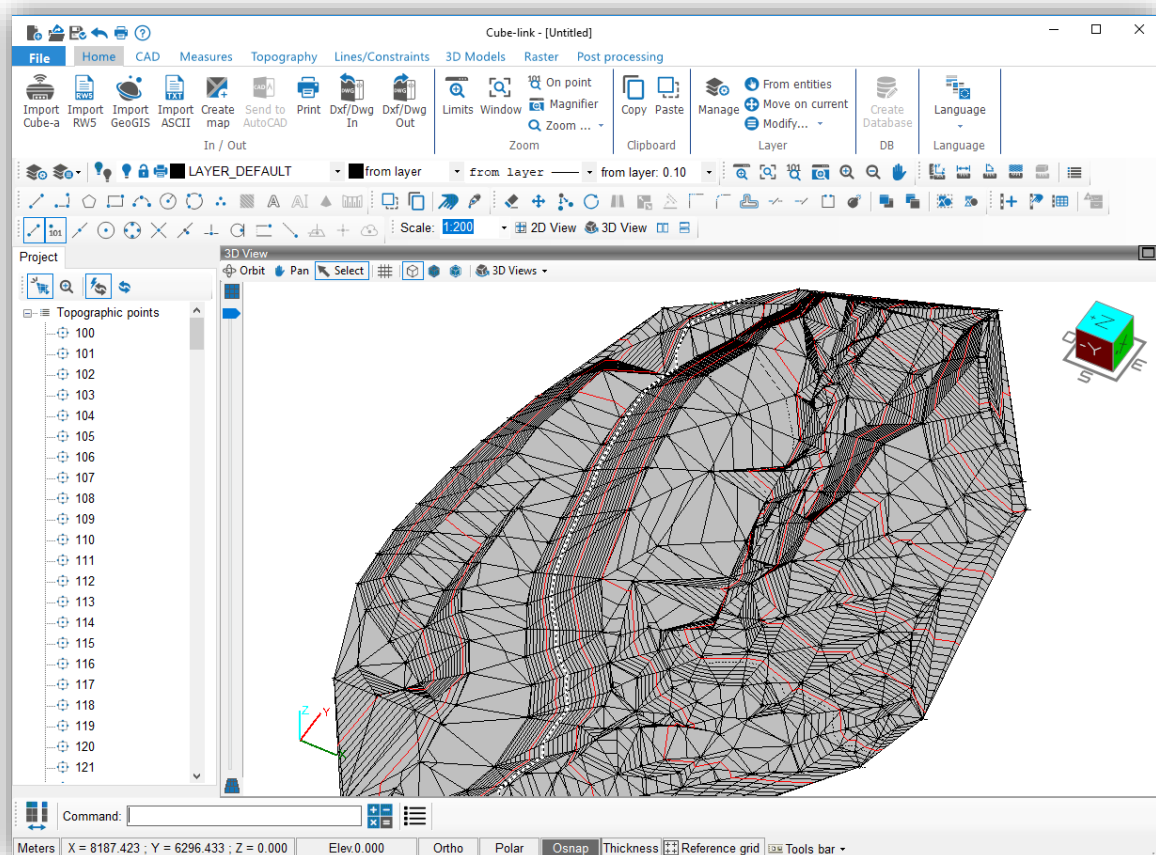 Cube-link - [Untitled]
File Home CAD Measures Topography Lines/Constraints 3D Models Raster Post processing
Import Cube-a
Import RW5
Import GeoGIS
Import ASCII
Create map
Send to AutoCAD
Print
Dxf/Dwg In
Dxf/Dwg Out
In / Out
Limits
Window
On point
Magnifier
Zoom ...
Zoom
Copy
Paste
Clipboard
Manage
From entities
Move on current
Modify...
Layer
Create Database
DB
Language
Language
LAYER_DEFAULT from layer from layer from layer: 0.10
Scale: 1:200 2D View 3D View
Project
3D View
Orbit Pan Select 3D Views
Topographic points
100
101
102
103
104
105
106
107
108
109
110
111
112
113
114
115
116
117
118
119
120
121
+Z
-Y
S
E
Z
Y
Command:
Meters X = 8187.423 ; Y = 6296.433 ; Z = 0.000 Elev.0.000 Ortho Polar Osnap Thickness Reference grid Tools bar